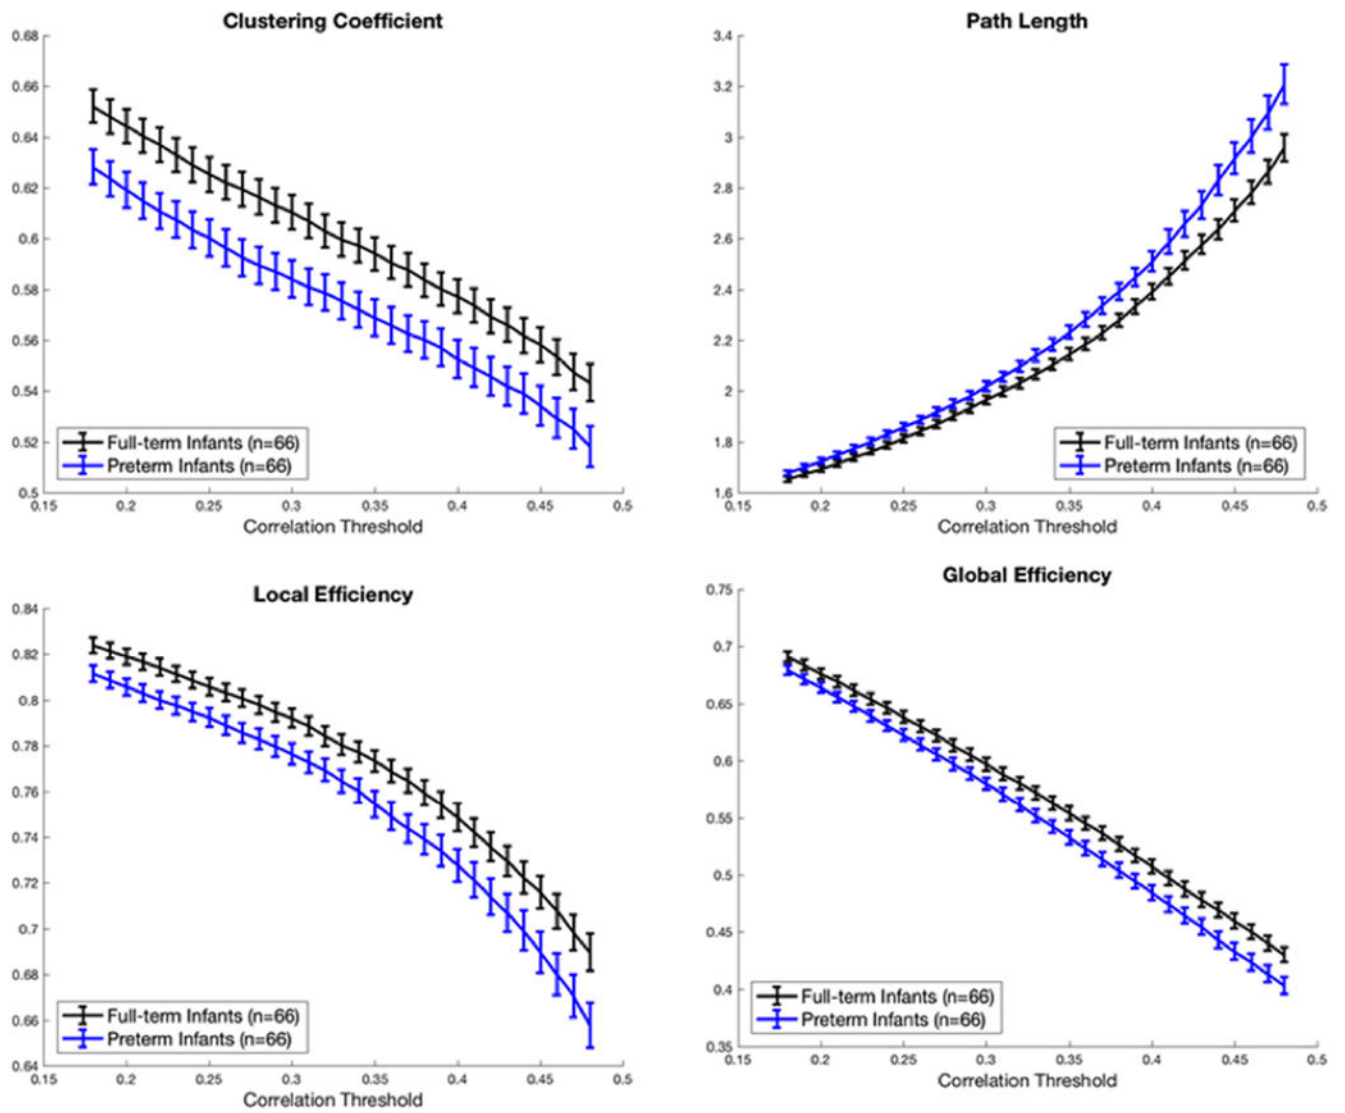 Clustering Coefficient
0.68
0.66
0.64
0.62
0.6
0.58
0.56
0.54
0.52
0.5
Full-term Infants (n=66)
Preterm Infants (n=66)
0.15 0.2 0.25 0.3 0.35 0.4 0.45 0.5
Correlation Threshold
Path Length
3.4
3.2
3
2.8
2.6
2.4
2.2
2
1.8
1.6
Full-term Infants (n=66)
Preterm Infants (n=66)
0.15 0.2 0.25 0.3 0.35 0.4 0.45 0.5
Correlation Threshold
Local Efficiency
0.84
0.82
0.8
0.78
0.76
0.74
0.72
0.7
0.68
0.66
0.64
Full-term Infants (n=66)
Preterm Infants (n=66)
0.15 0.2 0.25 0.3 0.35 0.4 0.45 0.5
Correlation Threshold
Global Efficiency
0.75
0.7
0.65
0.6
0.55
0.5
0.45
0.4
0.35
Full-term Infants (n=66)
Preterm Infants (n=66)
0.15 0.2 0.25 0.3 0.35 0.4 0.45 0.5
Correlation Threshold